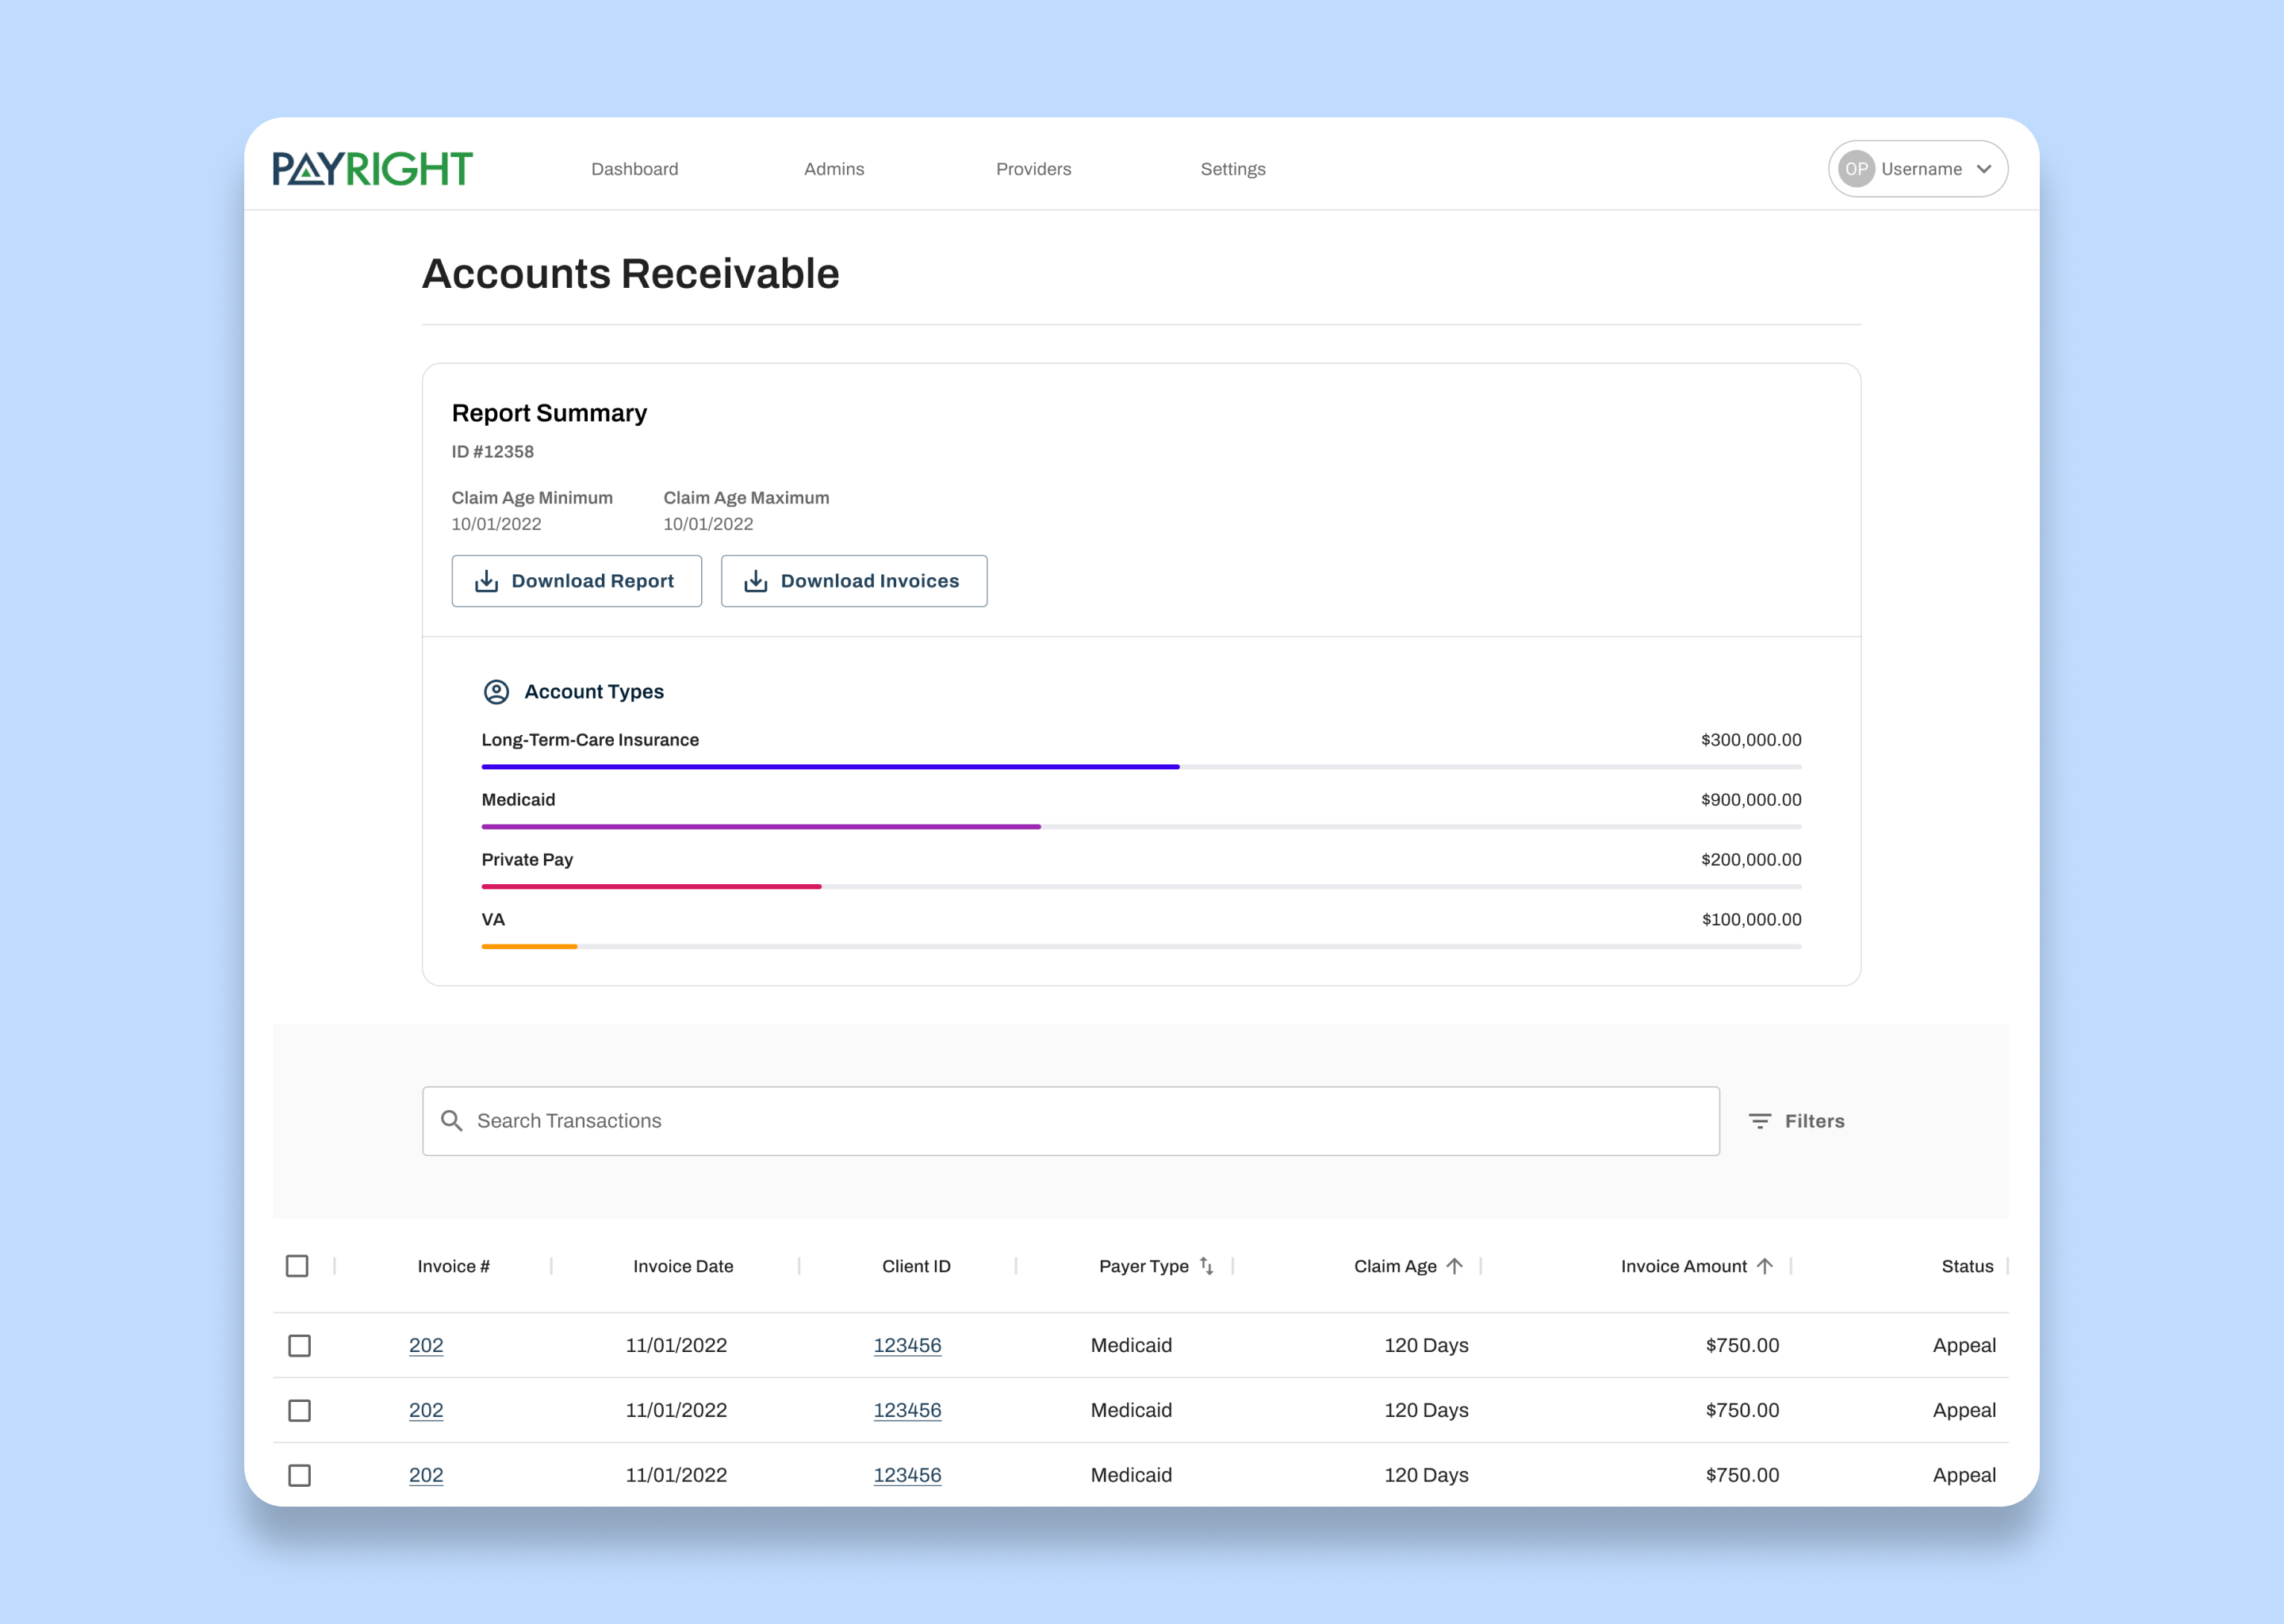 PAYRIGHT Dashboard Admins Providers Settings OP Username
Accounts Receivable
Report Summary
ID #12358
Claim Age Minimum Claim Age Maximum
10/01/2022 10/01/2022
Download Report Download Invoices
Account Types
Long-Term-Care Insurance $300,000.00
Medicaid $900,000.00
Private Pay $200,000.00
VA $100,000.00
Search Transactions Filters
Invoice # Invoice Date Client ID Payer Type Claim Age Invoice Amount Status
202 11/01/2022 123456 Medicaid 120 Days $750.00 Appeal
202 11/01/2022 123456 Medicaid 120 Days $750.00 Appeal
202 11/01/2022 123456 Medicaid 120 Days $750.00 Appeal